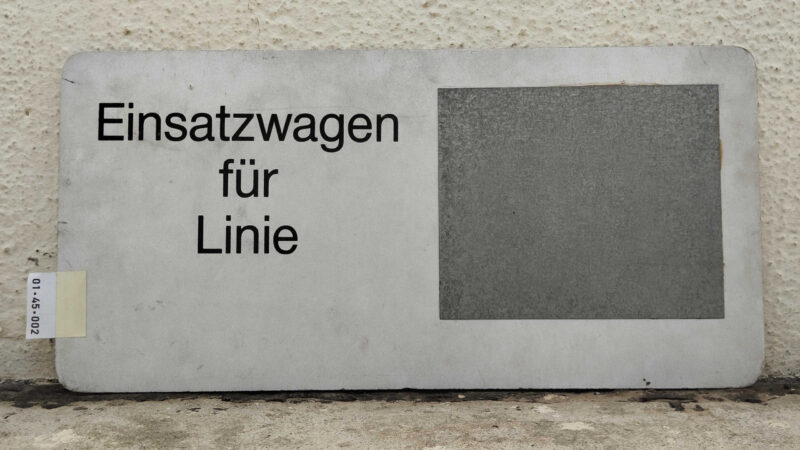 Einsatzwagen
für
Linie
01·45·002